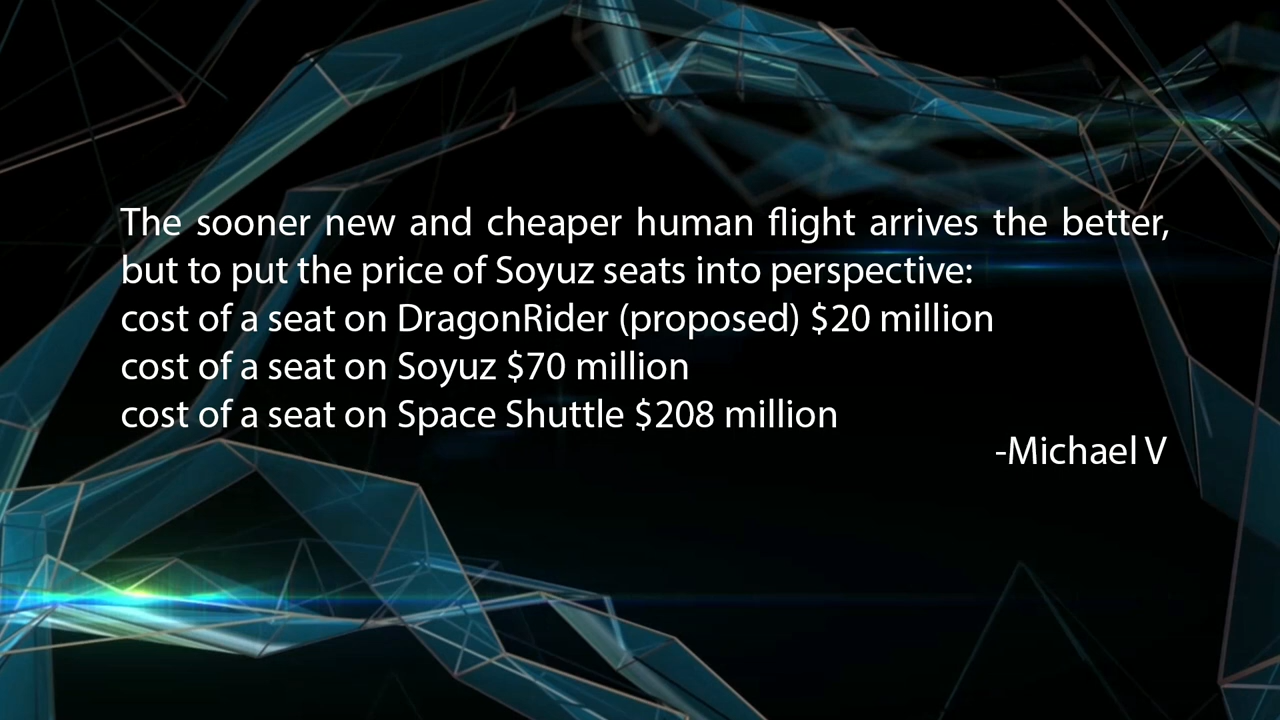 The sooner new and cheaper human flight arrives the better,
but to put the price of Soyuz seats into perspective:
cost of a seat on DragonRider (proposed) $20 million
cost of a seat on Soyuz $70 million
cost of a seat on Space Shuttle $208 million
-Michael V